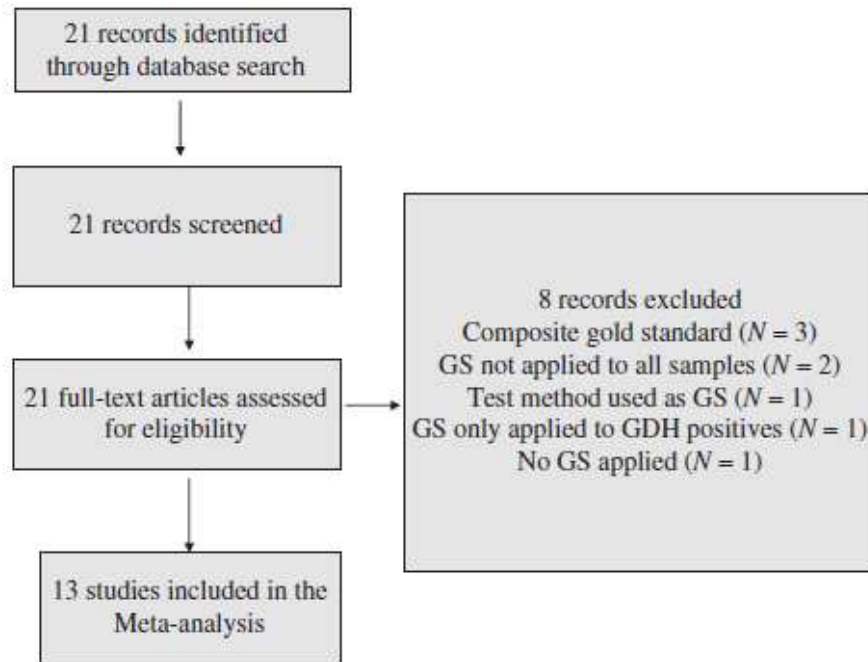 21 records identified
through database search
21 records screened
21 full-text articles assessed
for eligibility
8 records excluded
Composite gold standard (N = 3)
GS not applied to all samples (N = 2)
Test method used as GS (N = 1)
GS only applied to GDH positives (N = 1)
No GS applied (N = 1)
13 studies included in the
Meta-analysis